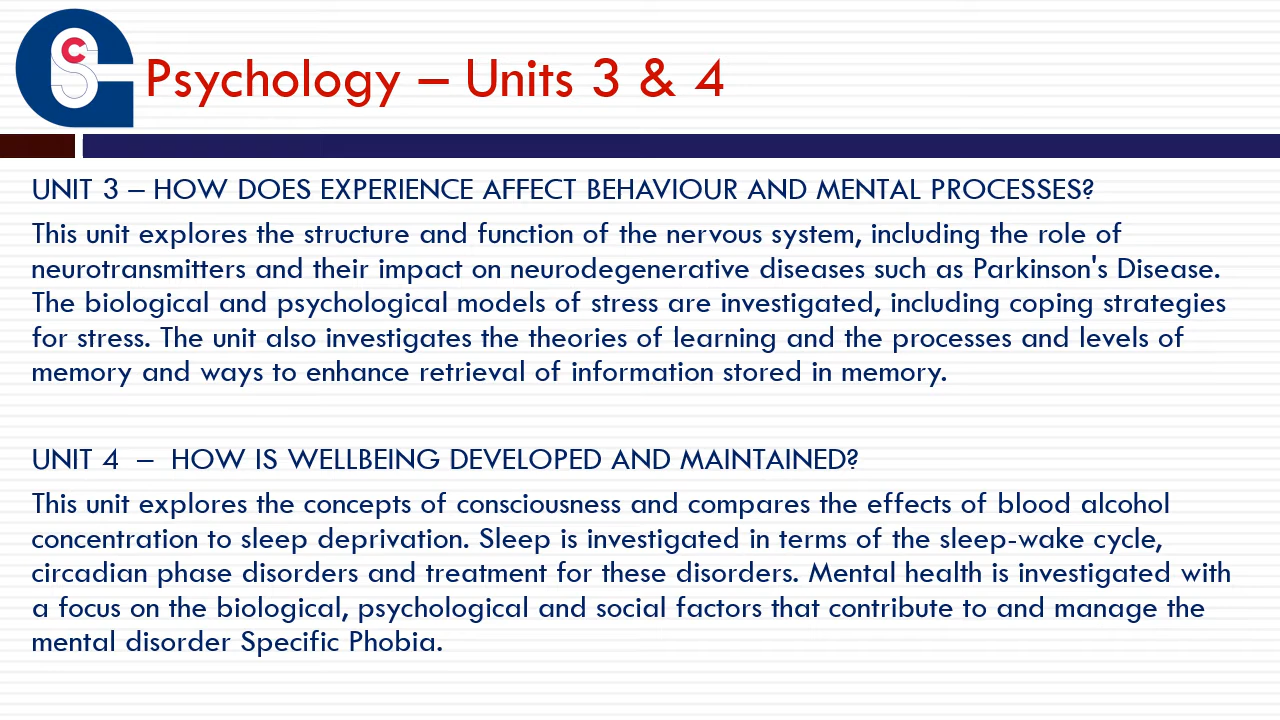 Psychology – Units 3 & 4
UNIT 3 – HOW DOES EXPERIENCE AFFECT BEHAVIOUR AND MENTAL PROCESSES?
This unit explores the structure and function of the nervous system, including the role of
neurotransmitters and their impact on neurodegenerative diseases such as Parkinson's Disease.
The biological and psychological models of stress are investigated, including coping strategies
for stress. The unit also investigates the theories of learning and the processes and levels of
memory and ways to enhance retrieval of information stored in memory.
UNIT 4 – HOW IS WELLBEING DEVELOPED AND MAINTAINED?
This unit explores the concepts of consciousness and compares the effects of blood alcohol
concentration to sleep deprivation. Sleep is investigated in terms of the sleep-wake cycle,
circadian phase disorders and treatment for these disorders. Mental health is investigated with
a focus on the biological, psychological and social factors that contribute to and manage the
mental disorder Specific Phobia.